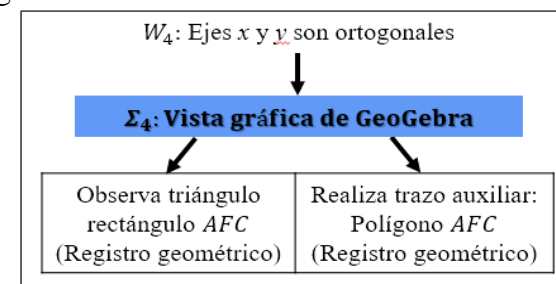 W₄: Ejes x y y son ortogonales
Σ₄: Vista gráfica de GeoGebra
Observa triángulo
rectángulo AFC
(Registro geométrico)
Realiza trazo auxiliar:
Polígono AFC
(Registro geométrico)